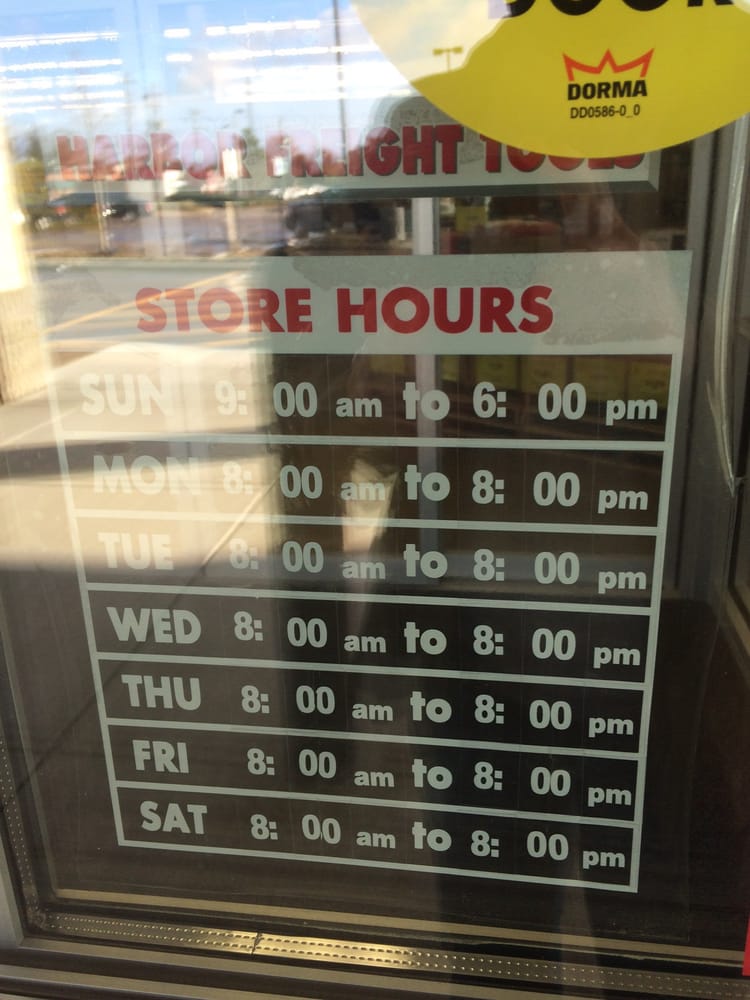 DORMA
DD0586-0_0
HARBOR FREIGHT TOOLS
STORE HOURS
SUN 9: 00 am to 6: 00 pm
MON 8: 00 am to 8: 00 pm
TUE 8: 00 am to 8: 00 pm
WED 8: 00 am to 8: 00 pm
THU 8: 00 am to 8: 00 pm
FRI 8: 00 am to 8: 00 pm
SAT 8: 00 am to 8: 00 pm